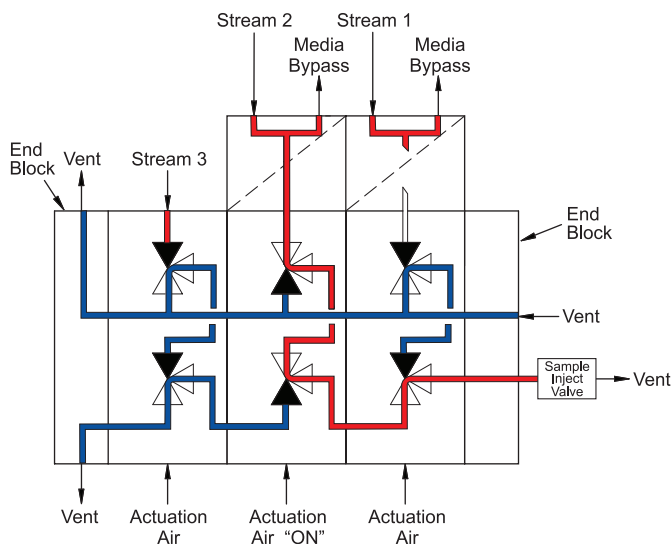 Stream 2
Stream 1
Media
Bypass
Media
Bypass
End
Block
Vent
Stream 3
End
Block
Vent
Sample
Inject
Valve
Vent
Vent
Actuation
Air
Actuation
Air "ON"
Actuation
Air